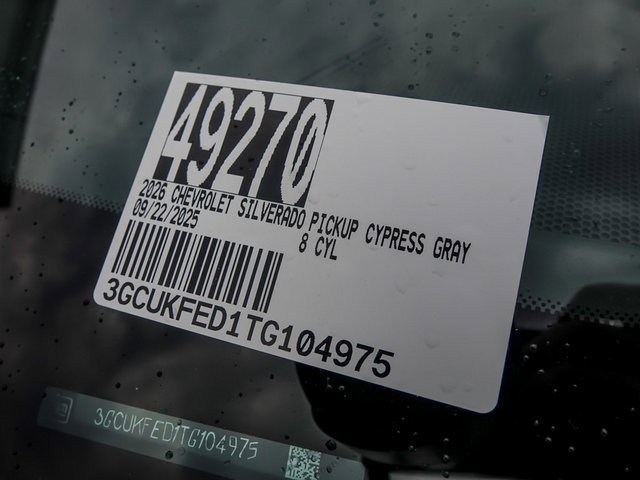 49270
2026 CHEVROLET SILVERADO PICKUP CYPRESS GRAY
09/22/2025 8 CYL
3GCUKFED1TG104975
3GCUKFED1TG104975